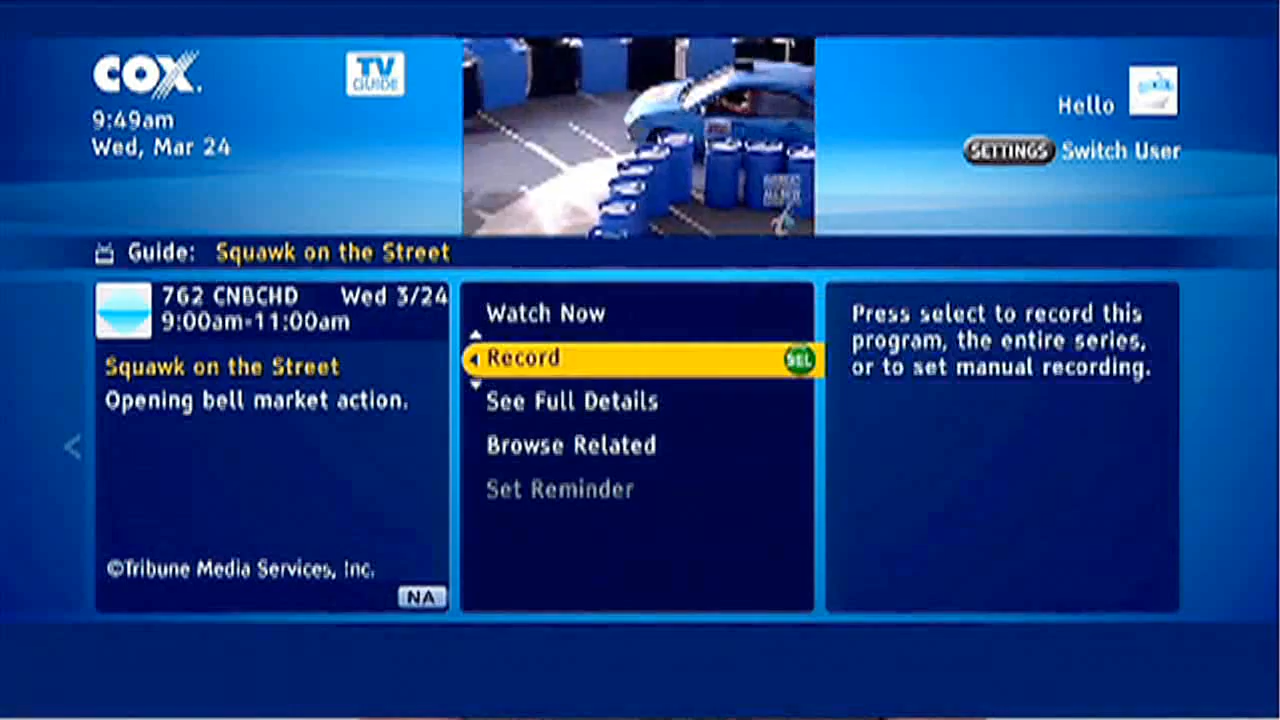 COX
TV
GUIDE
9:49am
Wed, Mar 24
Hello
SETTINGS Switch User
Guide: Squawk on the Street
762 CNBCHD Wed 3/24
9:00am-11:00am
Squawk on the Street
Opening bell market action.
©Tribune Media Services, Inc.
NA
Watch Now
Record SEL
See Full Details
Browse Related
Set Reminder
Press select to record this
program, the entire series,
or to set manual recording.